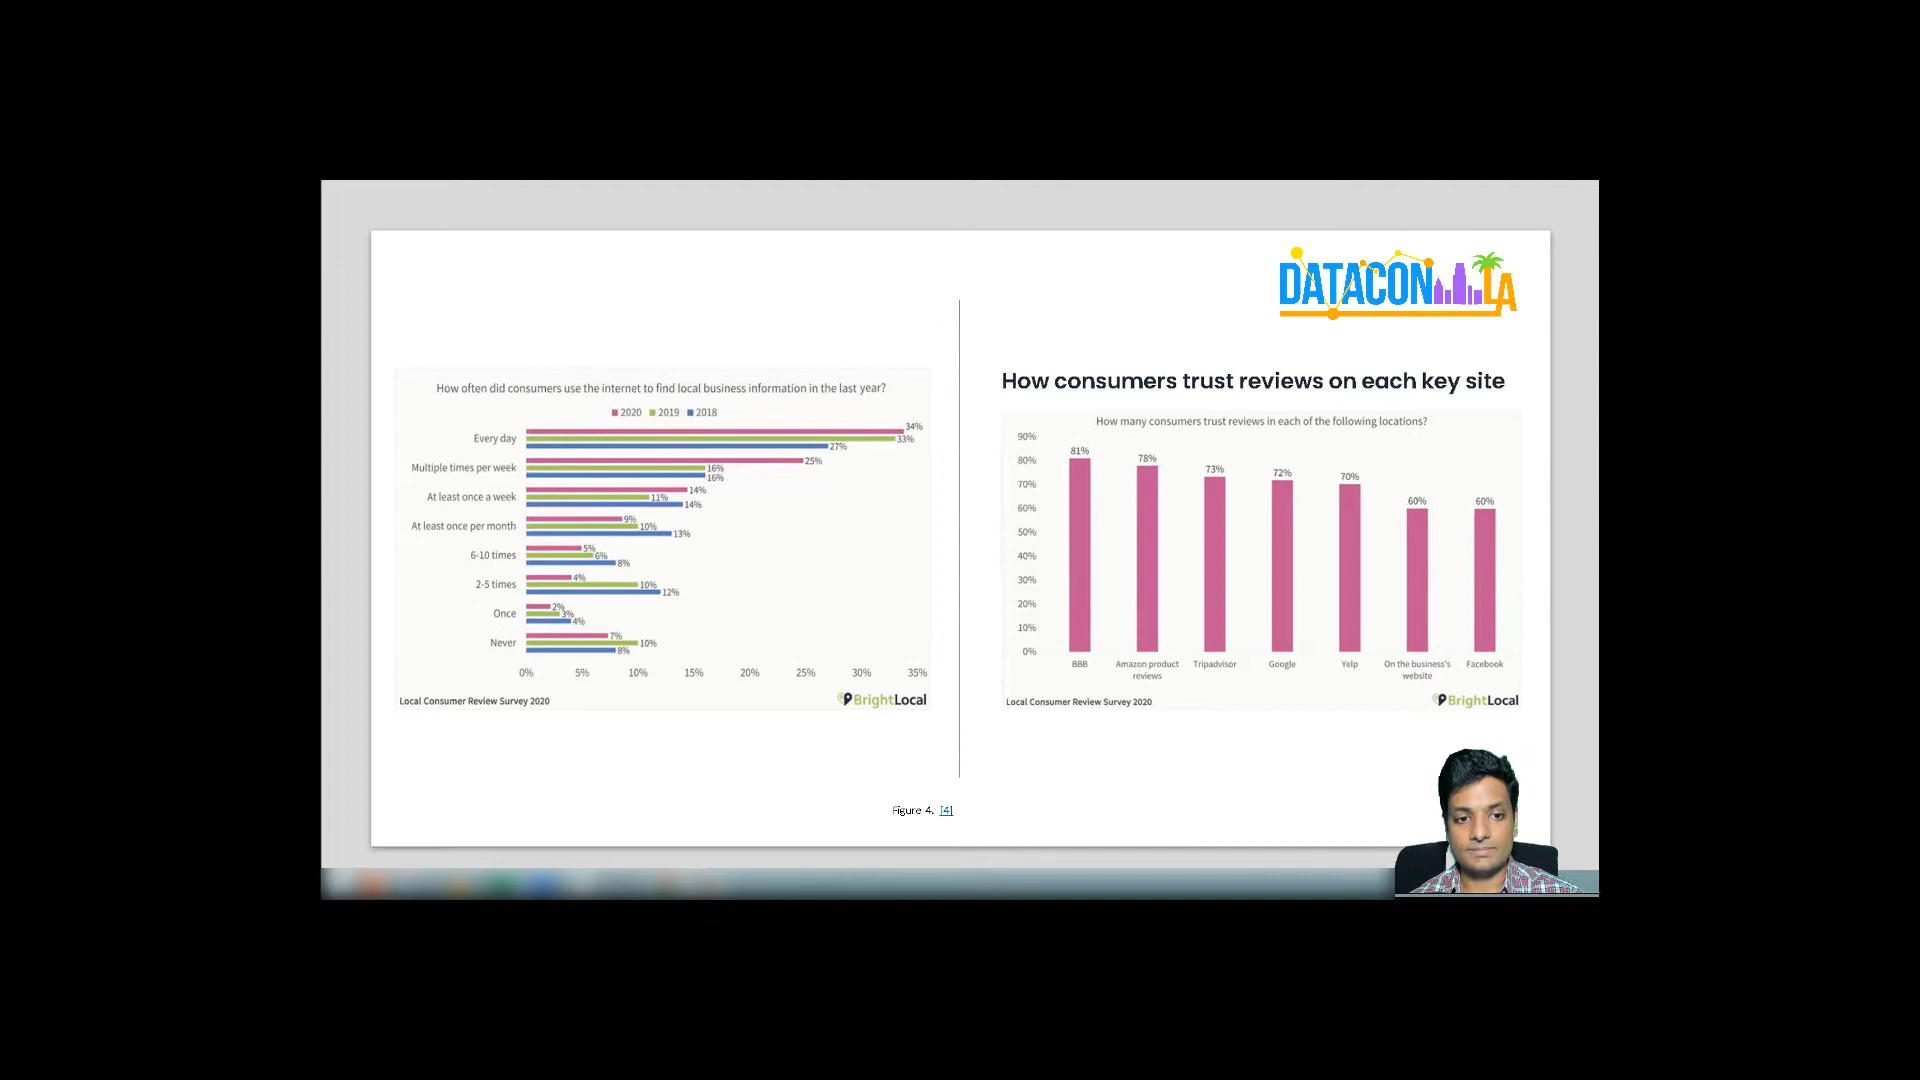 DATACON LA
How often did consumers use the internet to find local business information in the last year?
2020 2019 2018
Every day 34% 33% 27%
Multiple times per week 25% 16% 16%
At least once a week 14% 11% 14%
At least once per month 9% 10% 13%
6-10 times 5% 6% 8%
2-5 times 4% 10% 12%
Once 2% 3% 4%
Never 7% 10% 8%
0% 5% 10% 15% 20% 25% 30% 35%
Local Consumer Review Survey 2020
BrightLocal
How consumers trust reviews on each key site
How many consumers trust reviews in each of the following locations?
90%
80%
70%
60%
50%
40%
30%
20%
10%
0%
81% 78% 73% 72% 70% 60% 60%
BBB Amazon product Tripadvisor Google Yelp On the business's Facebook
reviews website
Local Consumer Review Survey 2020
BrightLocal
Figure 4. [4]